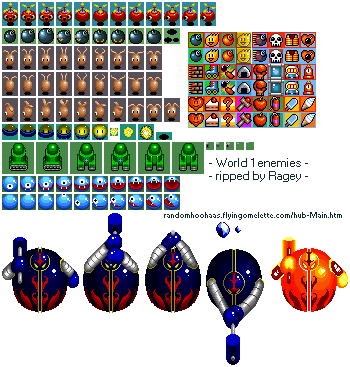 - World 1 enemies -
- ripped by Ragey -
randomhoohaas.flyingomelette.com/hub-Main.htm